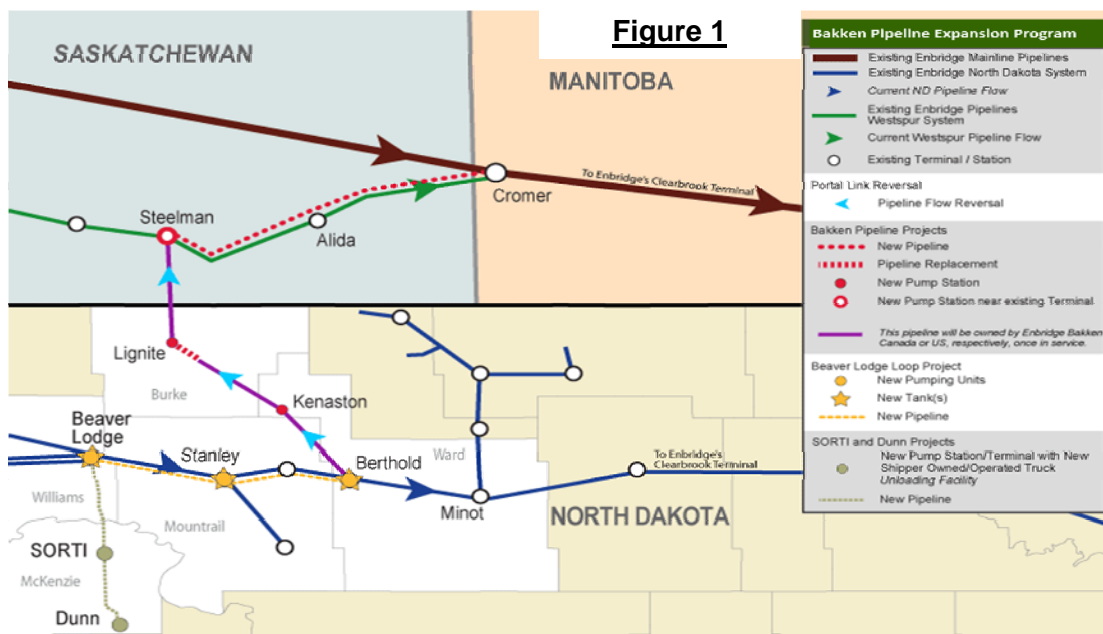 Figure 1
SASKATCHEWAN
MANITOBA
To Enbridge's Clearbrook Terminal
Cromer
Steelman
Alida
Lignite
Burke
Kenaston
Beaver
Lodge
Stanley
Berthold
Ward
To Enbridge's
Clearbrook Terminal
Williams
Mountrail
Minot
NORTH DAKOTA
SORTI
McKenzie
Dunn
Bakken Pipeline Expansion Program
Existing Enbridge Mainline Pipelines
Existing Enbridge North Dakota System
Current ND Pipeline Flow
Existing Enbridge Pipelines
Westspur System
Current Westspur Pipeline Flow
Existing Terminal / Station
Portal Link Reversal
Pipeline Flow Reversal
Bakken Pipeline Projects
New Pipeline
Pipeline Replacement
New Pump Station
New Pump Station near existing Terminal
This pipeline will be owned by Enbridge Bakken
Canada or US, respectively, once in service.
Beaver Lodge Loop Project
New Pumping Units
New Tank(s)
New Pipeline
SORTI and Dunn Projects
New Pump Station/Terminal with New
Shipper Owned/Operated Truck
Unloading Facility
New Pipeline